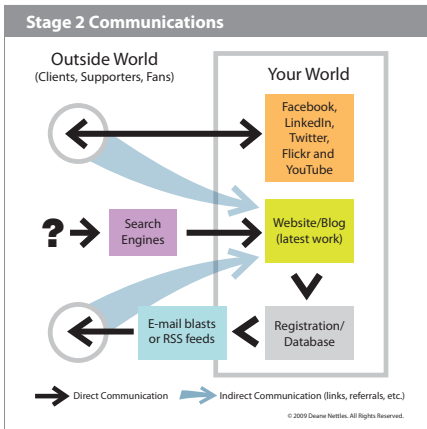 Stage 2 Communications
Outside World
(Clients, Supporters, Fans)
Your World
Facebook,
LinkedIn,
Twitter,
Flickr and
YouTube
?
Search
Engines
Website/Blog
(latest work)
E-mail blasts
or RSS feeds
Registration/
Database
Direct Communication
Indirect Communication (links, referrals, etc.)
© 2009 Deane Nettles. All Rights Reserved.